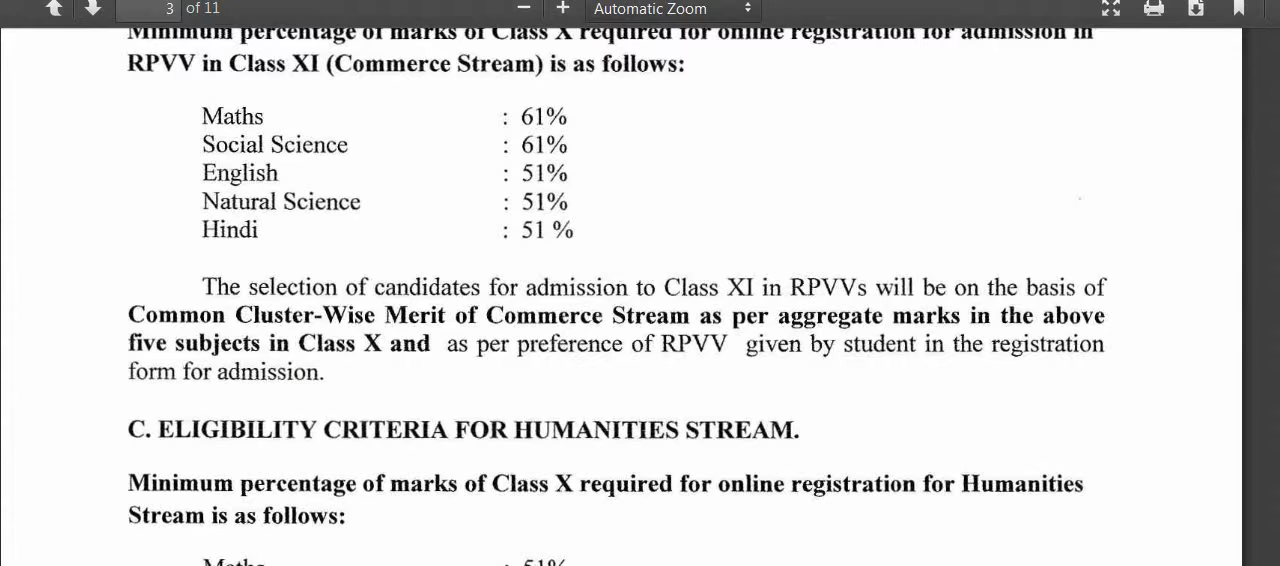 3 of 11
Automatic Zoom
Minimum percentage of marks of Class X required for online registration for admission in
RPVV in Class XI (Commerce Stream) is as follows:
Maths : 61%
Social Science : 61%
English : 51%
Natural Science : 51%
Hindi : 51 %
The selection of candidates for admission to Class XI in RPVVs will be on the basis of
Common Cluster-Wise Merit of Commerce Stream as per aggregate marks in the above
five subjects in Class X and as per preference of RPVV given by student in the registration
form for admission.
C. ELIGIBILITY CRITERIA FOR HUMANITIES STREAM.
Minimum percentage of marks of Class X required for online registration for Humanities
Stream is as follows:
Maths : 51%